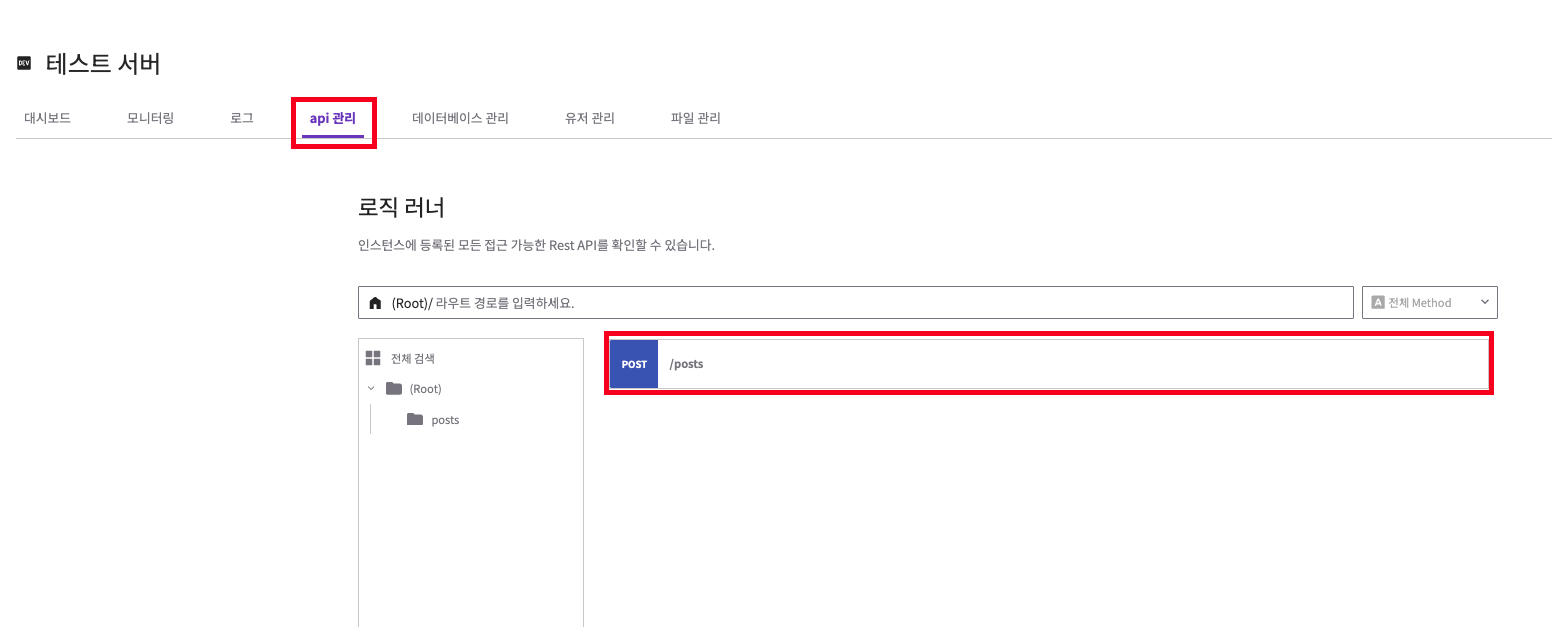 DEV 테스트 서버
대시보드 모니터링 로그 api 관리 데이터베이스 관리 유저 관리 파일 관리
로직 러너
인스턴스에 등록된 모든 접근 가능한 Rest API를 확인할 수 있습니다.
(Root)/ 라우트 경로를 입력하세요. A 전체 Method
전체 검색
POST /posts
(Root)
posts